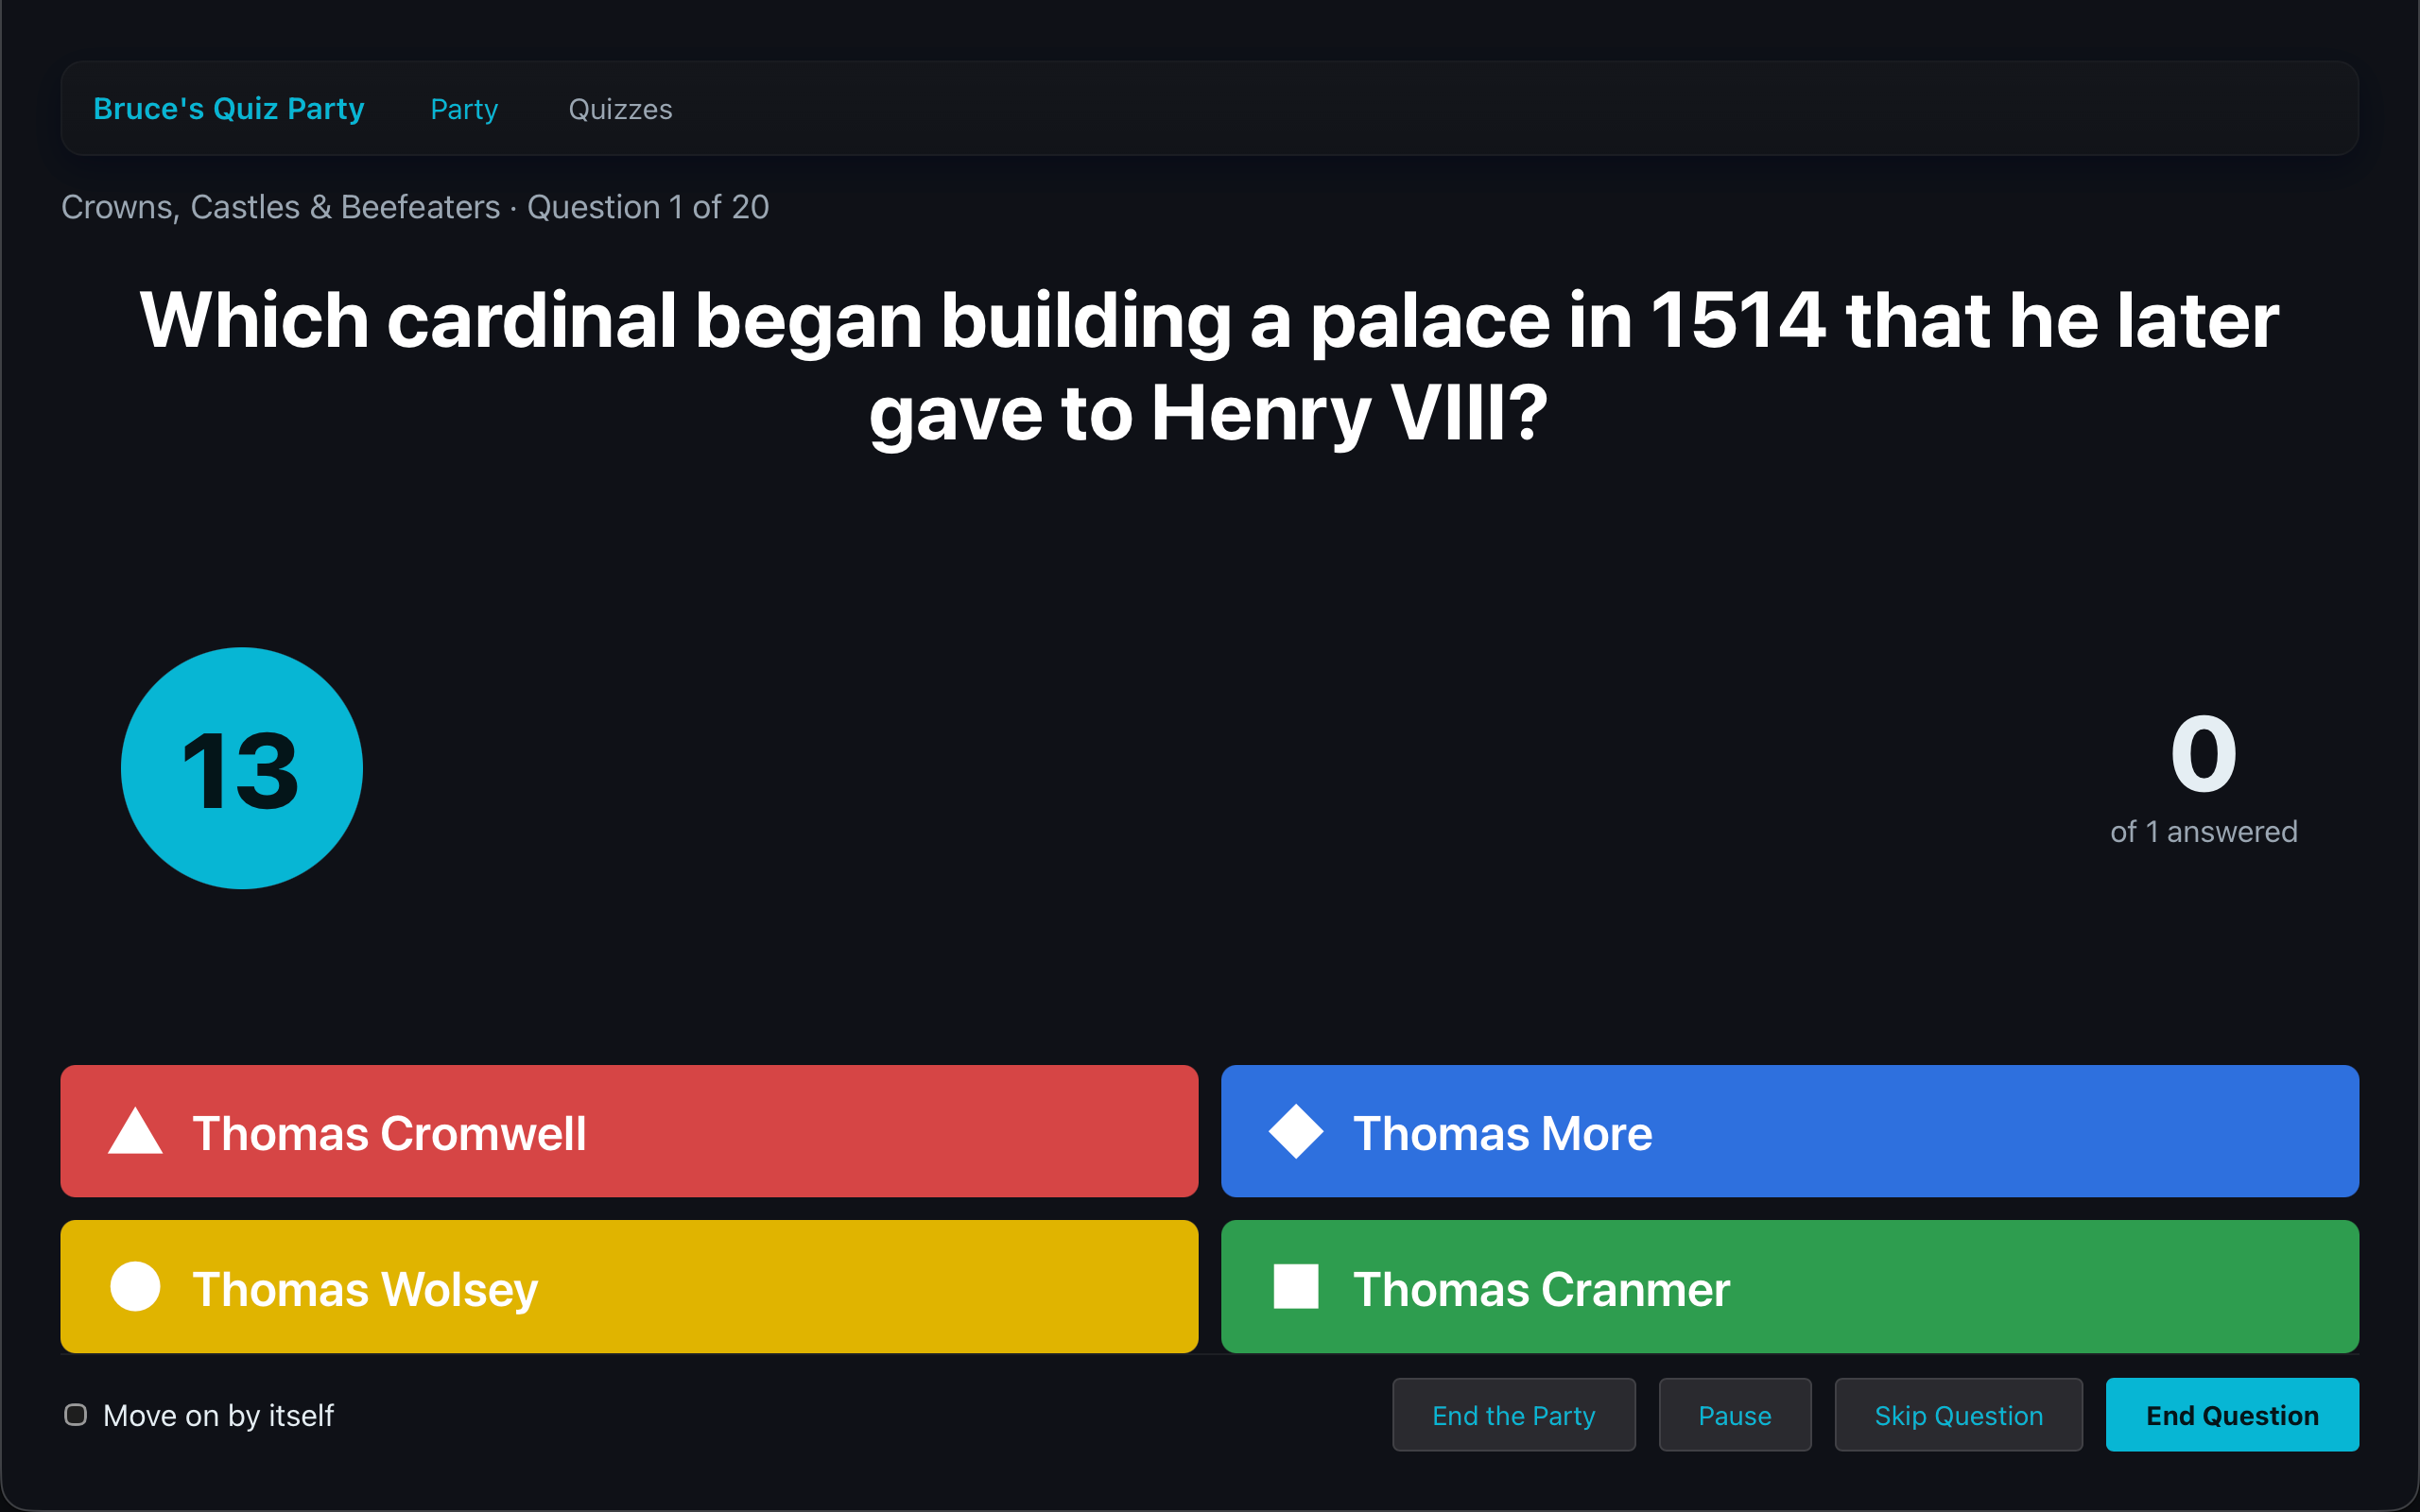 Bruce's Quiz Party Party Quizzes
Crowns, Castles & Beefeaters · Question 1 of 20
Which cardinal began building a palace in 1514 that he later
gave to Henry VIII?
13
0
of 1 answered
Thomas Cromwell
Thomas More
Thomas Wolsey
Thomas Cranmer
Move on by itself
End the Party
Pause
Skip Question
End Question